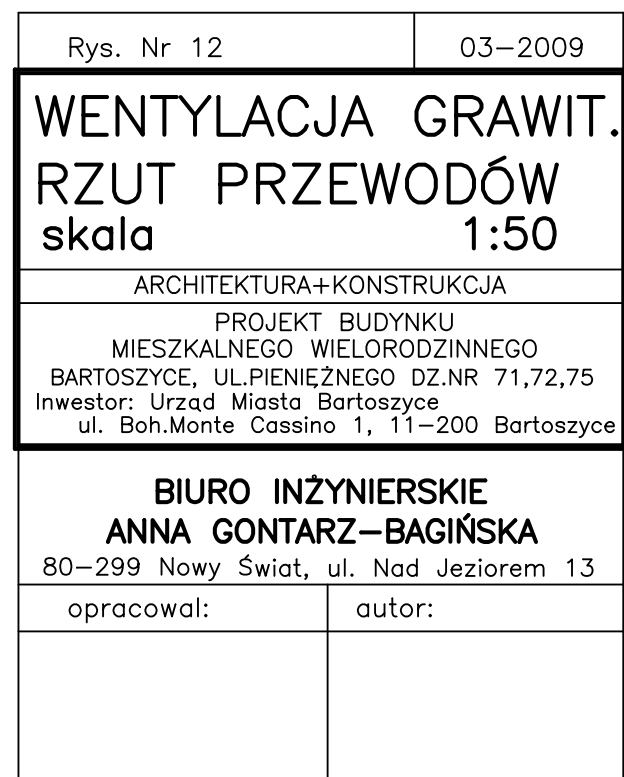 Rys. Nr 12 03-2009
WENTYLACJA GRAWIT.
RZUT PRZEWODÓW
skala 1:50
ARCHITEKTURA+KONSTRUKCJA
PROJEKT BUDYNKU
MIESZKALNEGO WIELORODZINNEGO
BARTOSZYCE, UL.PIENIĘŻNEGO DZ.NR 71,72,75
Inwestor: Urząd Miasta Bartoszyce
ul. Boh.Monte Cassino 1, 11-200 Bartoszyce
BIURO INŻYNIERSKIE
ANNA GONTARZ-BAGIŃSKA
80-299 Nowy Świat, ul. Nad Jeziorem 13
opracowal: autor: